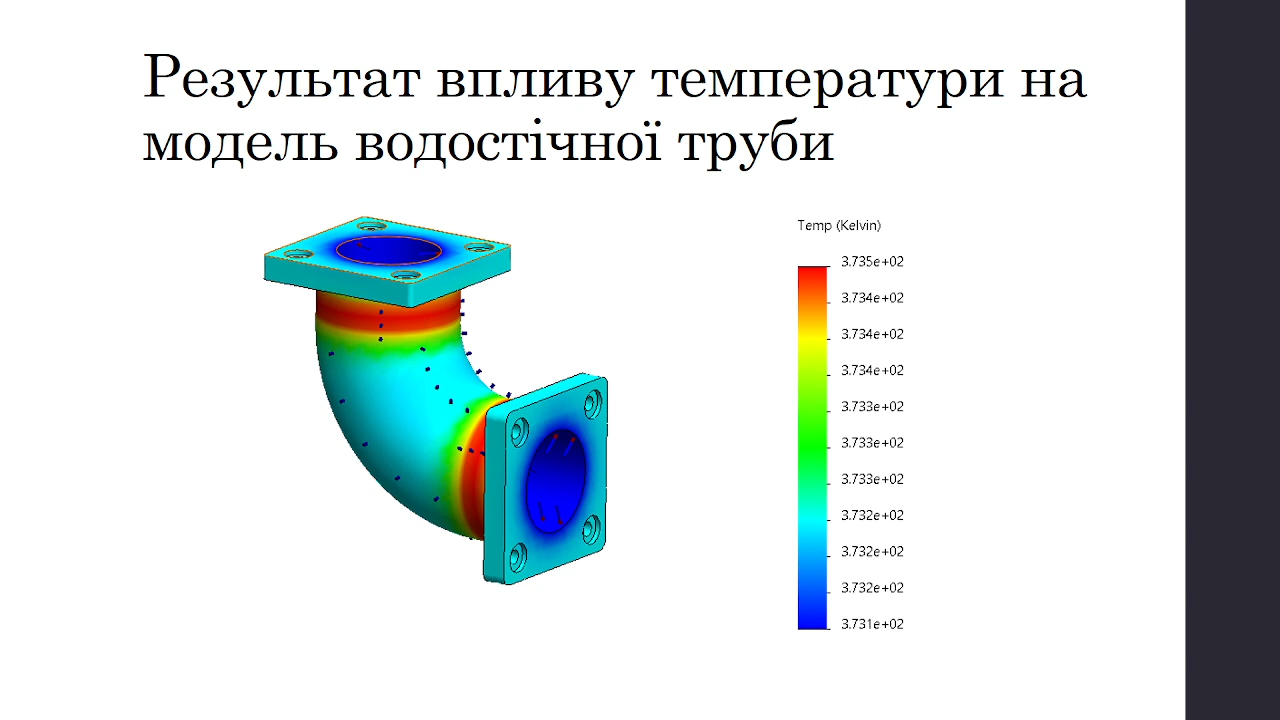 Результат впливу температури на
модель водостічної труби
Temp (Kelvin)
3.735e+02
3.734e+02
3.734e+02
3.734e+02
3.733e+02
3.733e+02
3.733e+02
3.732e+02
3.732e+02
3.732e+02
3.731e+02